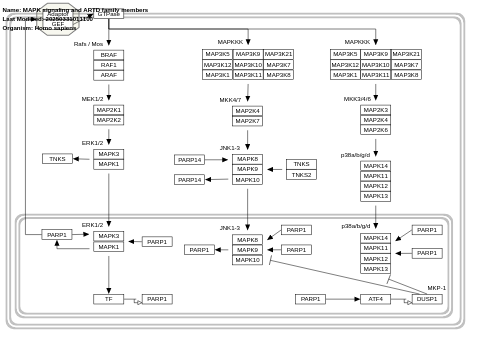 Name: MAPK signaling and ARTD family members
Last Modified: 20250331011100
Organism: Homo sapiens
Adaptor
GEF
GTPase
Rafs / Mos
BRAF
RAF1
ARAF
MAPKKK
MAP3K5 MAP3K9 MAP3K21
MAP3K12 MAP3K10 MAP3K7
MAP3K1 MAP3K11 MAP3K8
MAPKKK
MAP3K5 MAP3K9 MAP3K21
MAP3K12 MAP3K10 MAP3K7
MAP3K1 MAP3K11 MAP3K8
MEK1/2
MAP2K1
MAP2K2
MKK4/7
MAP2K4
MAP2K7
MKK3/4/6
MAP2K3
MAP2K4
MAP2K6
ERK1/2
MAPK3
MAPK1
TNKS
JNK1-3
MAPK8
MAPK9
MAPK10
PARP14
PARP14
TNKS
TNKS2
p38a/b/g/d
MAPK14
MAPK11
MAPK12
MAPK13
ERK1/2
MAPK3
MAPK1
PARP1
PARP1
JNK1-3
MAPK8
MAPK9
MAPK10
PARP1
PARP1
PARP1
p38a/b/g/d
MAPK14
MAPK11
MAPK12
MAPK13
PARP1
PARP1
MKP-1
TF
PARP1
PARP1
ATF4
DUSP1